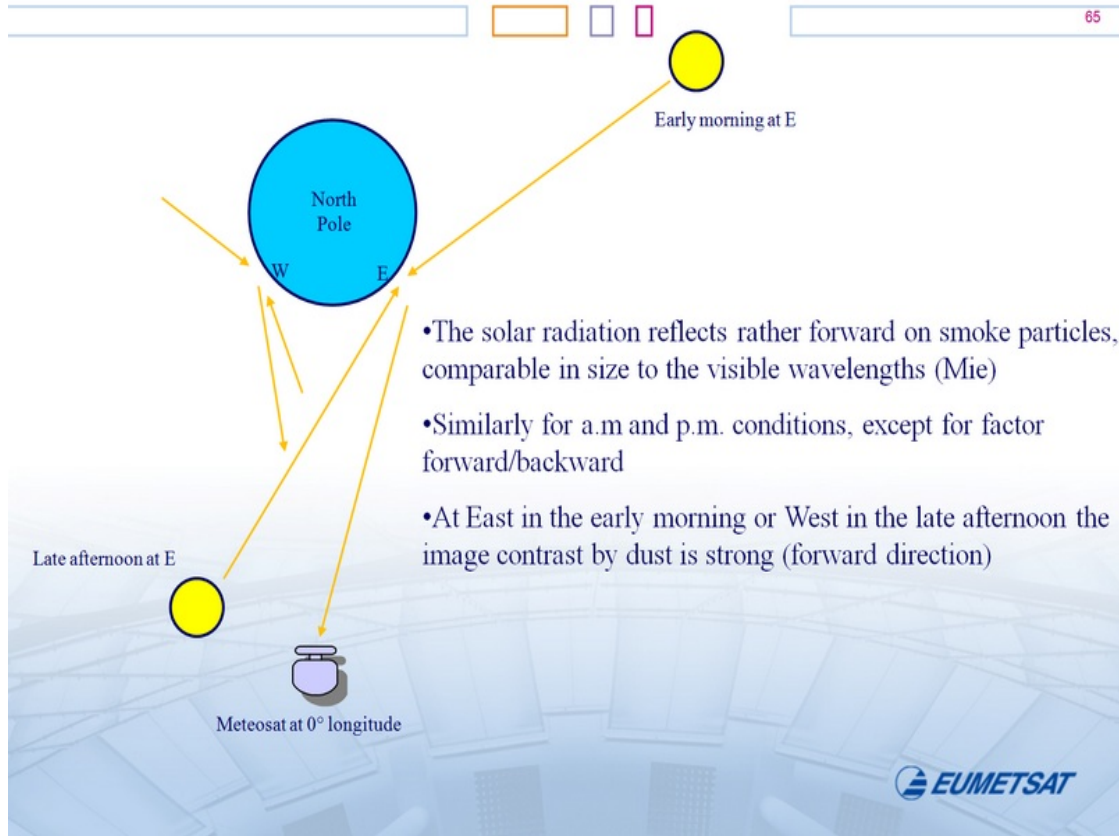 65
Early morning at E
North
Pole
W
E
•The solar radiation reflects rather forward on smoke particles,
comparable in size to the visible wavelengths (Mie)
•Similarly for a.m and p.m. conditions, except for factor
forward/backward
•At East in the early morning or West in the late afternoon the
image contrast by dust is strong (forward direction)
Late afternoon at E
Meteosat at 0° longitude
EUMETSAT